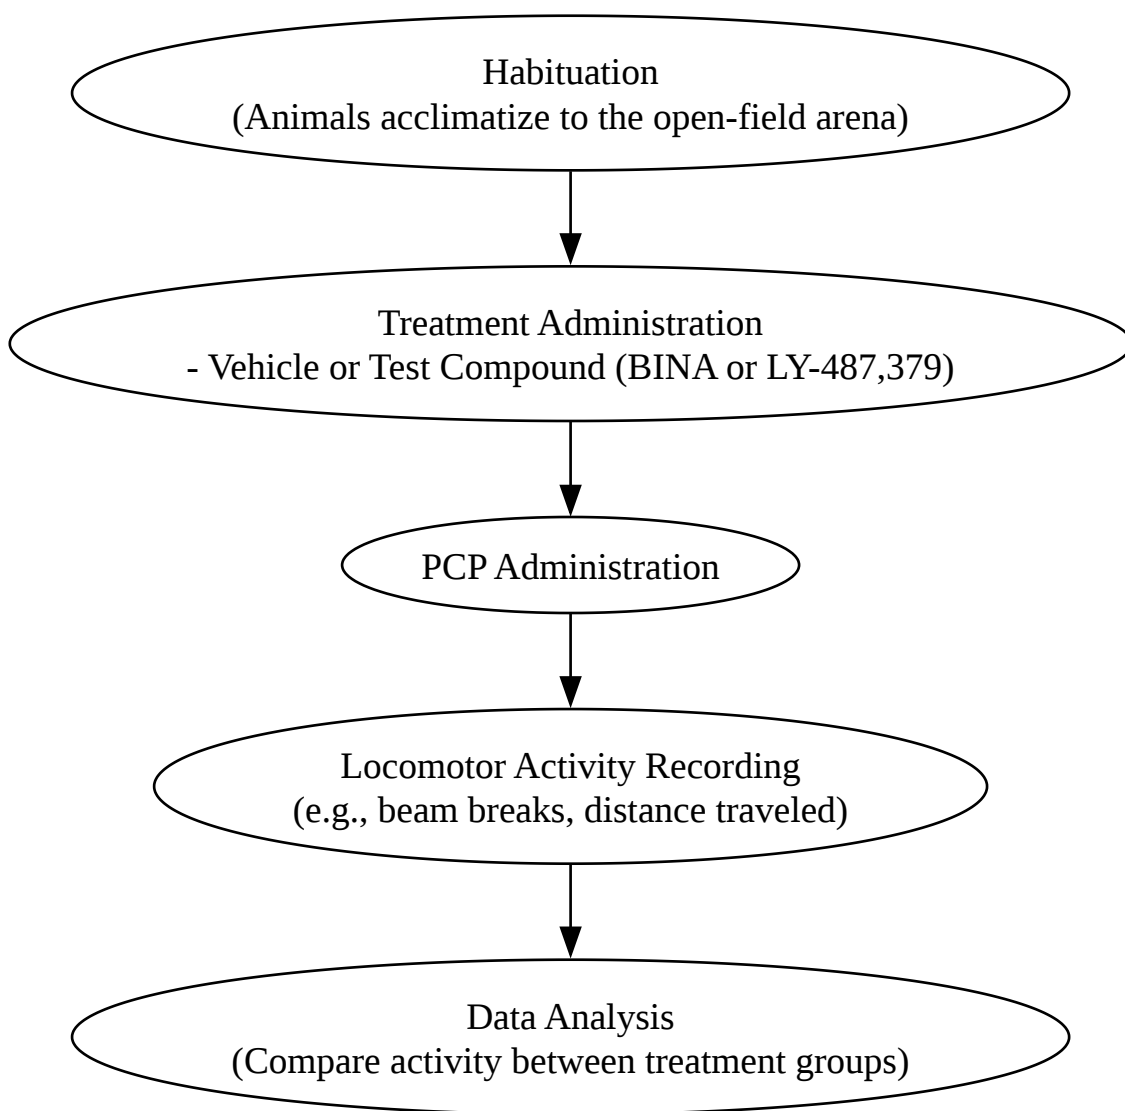 Habituation
(Animals acclimatize to the open-field arena)
Treatment Administration
- Vehicle or Test Compound (BINA or LY-487,379)
PCP Administration
Locomotor Activity Recording
(e.g., beam breaks, distance traveled)
Data Analysis
(Compare activity between treatment groups)